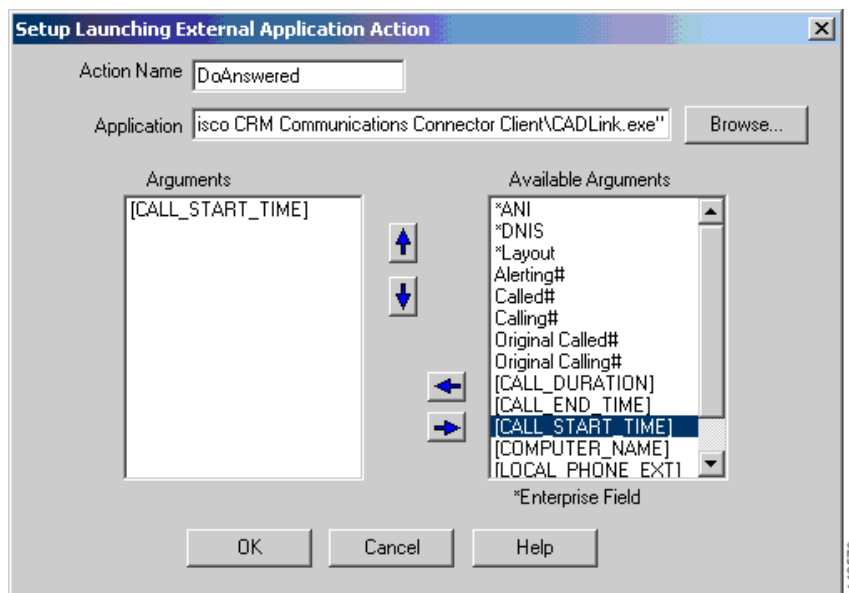 Setup Launching External Application Action
Action Name DoAnswered
Application isco CRM Communications Connector Client\CADLink.exe" Browse...
Arguments
[CALL_START_TIME]
Available Arguments
*ANI
*DNIS
*Layout
Alerting#
Called#
Calling#
Original Called#
Original Calling#
[CALL_DURATION]
[CALL_END_TIME]
[CALL_START_TIME]
[COMPUTER_NAME]
[LOCAL_PHONE_EXT]
*Enterprise Field
OK Cancel Help